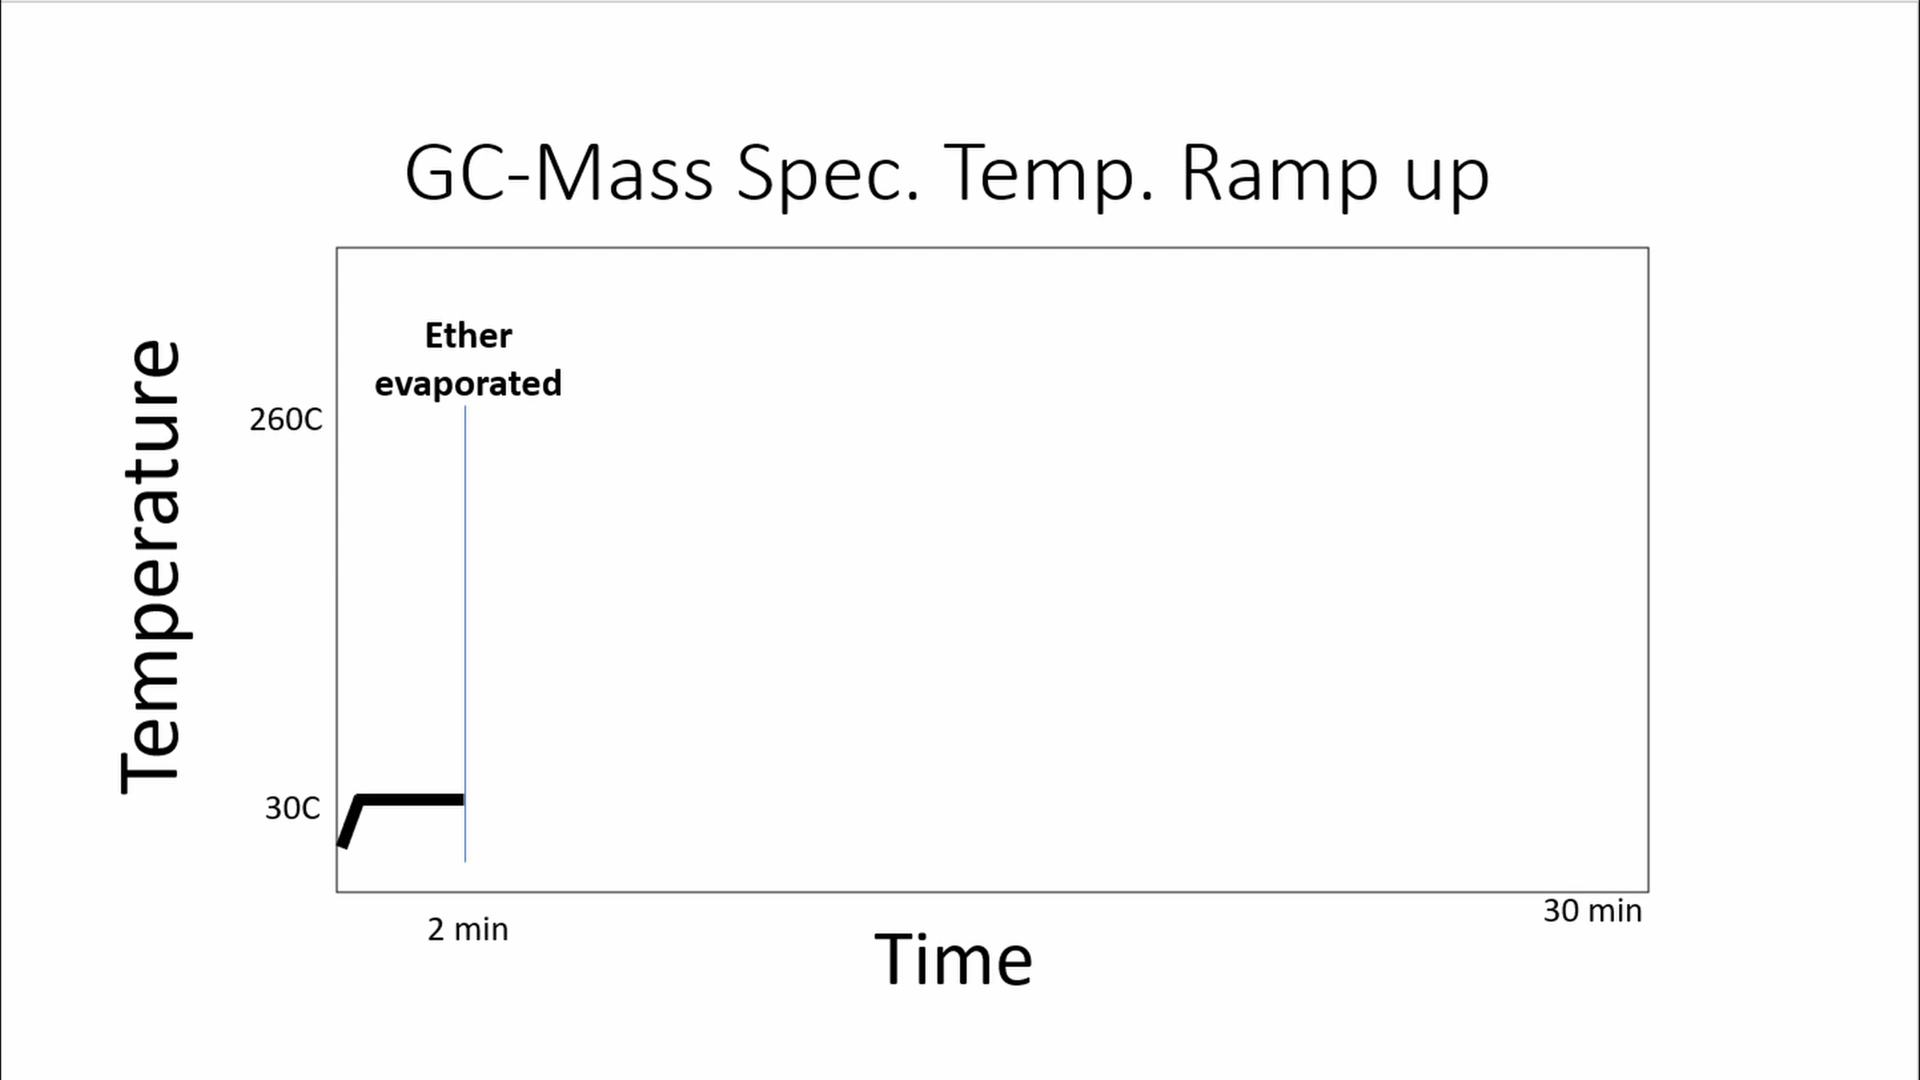 GC-Mass Spec. Temp. Ramp up
Ether
evaporated
Temperature
260C
30C
2 min
30 min
Time